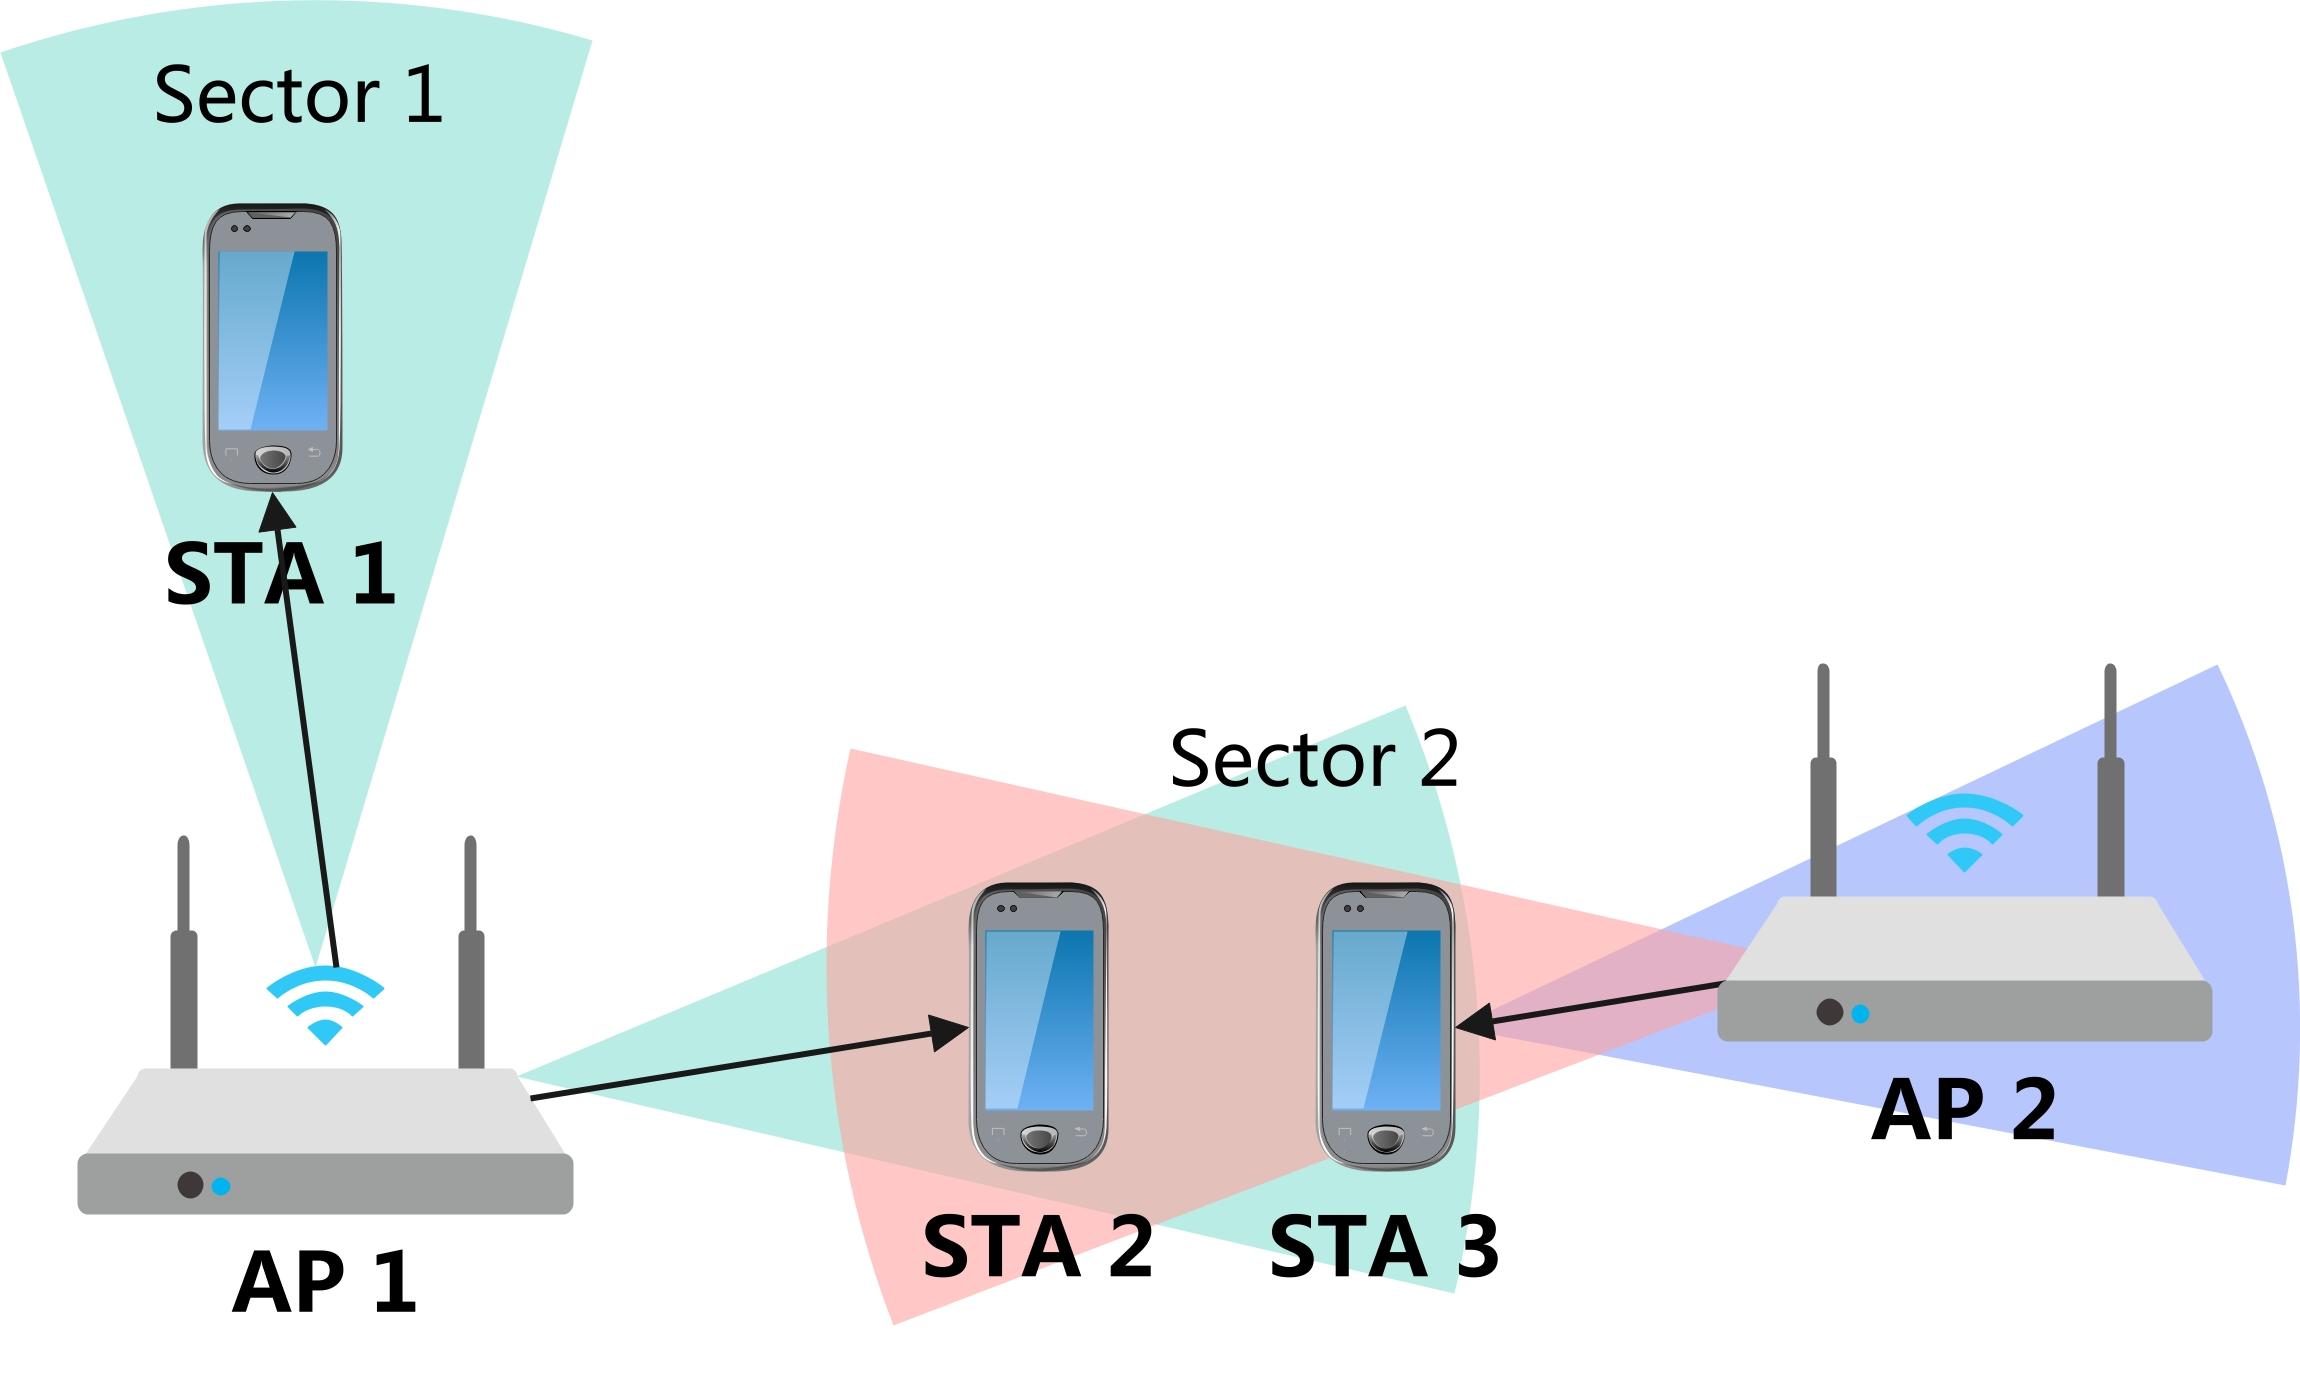 Sector 1
STA 1
Sector 2
AP 2
STA 2
STA 3
AP 1